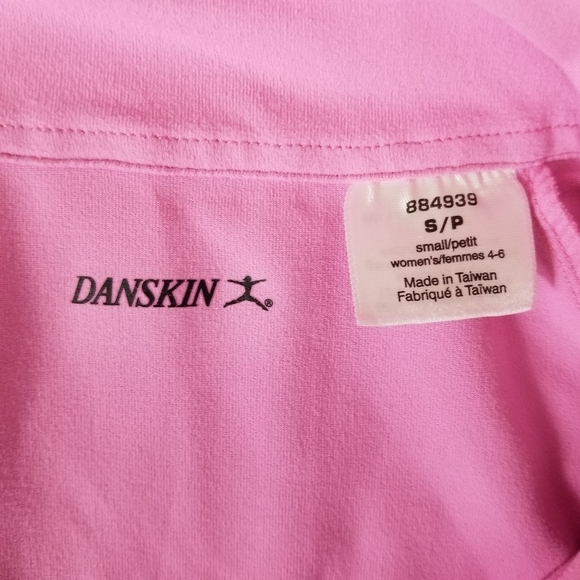 884939
S/P
small/petit
women's/femmes 4-6
Made in Taiwan
Fabriqué à Taïwan
DANSKIN ®